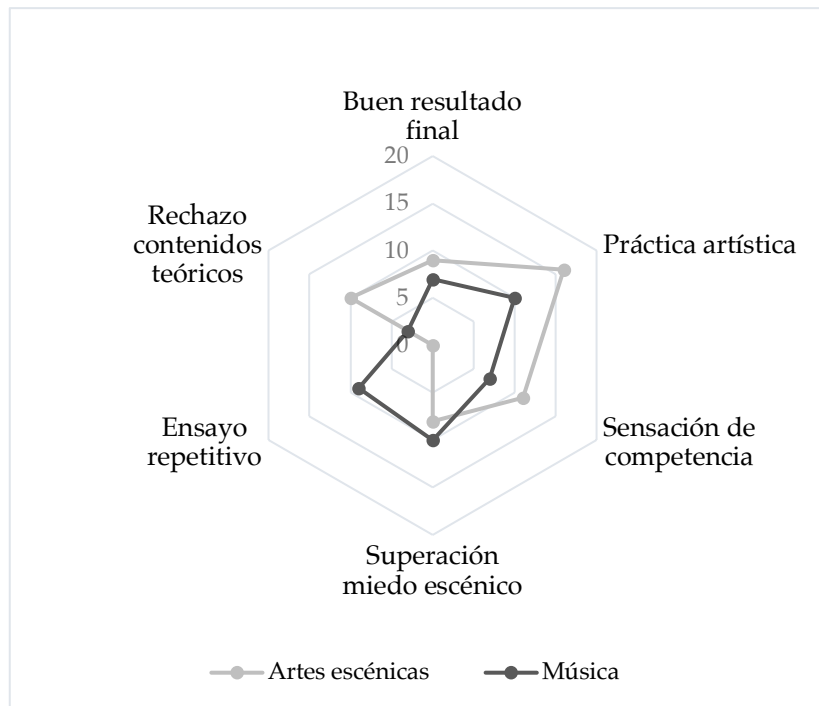 Buen resultado
final
20
15
10
5
0
Rechazo
contenidos
teóricos
Práctica artística
Ensayo
repetitivo
Sensación de
competencia
Superación
miedo escénico
Artes escénicas
Música